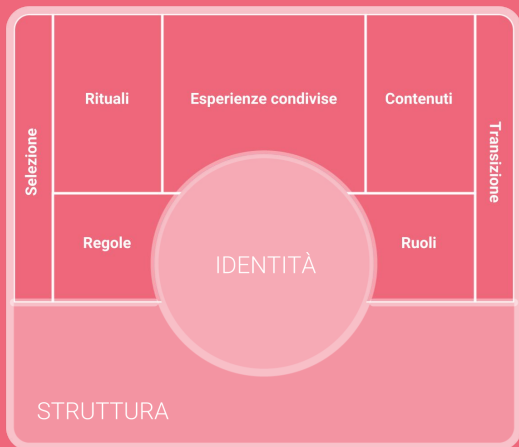 Selezione
Rituali
Esperienze condivise
Contenuti
Transizione
Regole
IDENTITÀ
Ruoli
STRUTTURA